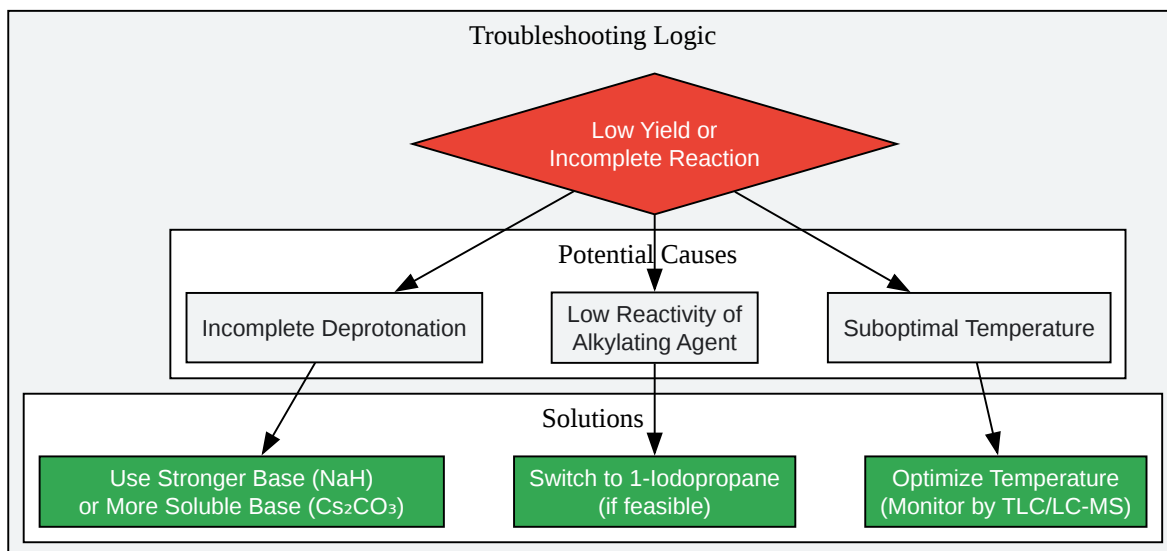 Troubleshooting Logic
Low Yield or
Incomplete Reaction
Potential Causes
Incomplete Deprotonation
Low Reactivity of
Alkylating Agent
Suboptimal Temperature
Solutions
Use Stronger Base (NaH)
or More Soluble Base (Cs₂CO₃)
Switch to 1-Iodopropane
(if feasible)
Optimize Temperature
(Monitor by TLC/LC-MS)